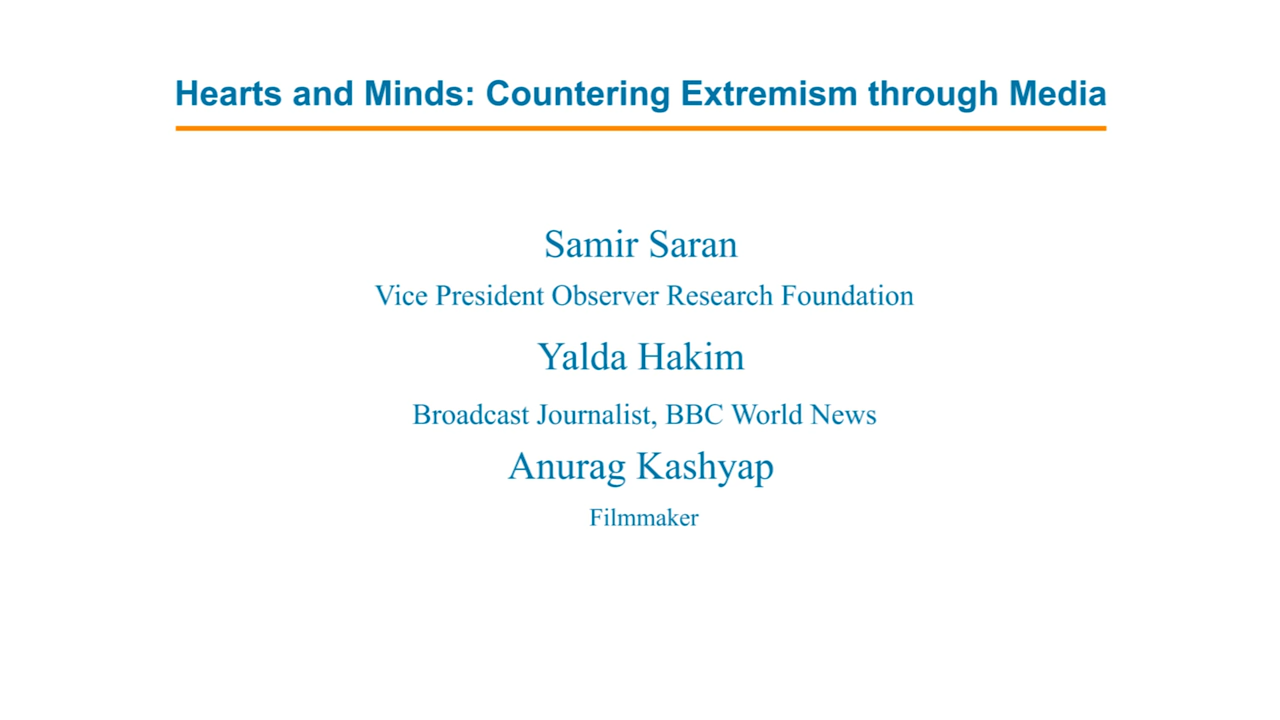 Hearts and Minds: Countering Extremism through Media
Samir Saran
Vice President Observer Research Foundation
Yalda Hakim
Broadcast Journalist, BBC World News
Anurag Kashyap
Filmmaker